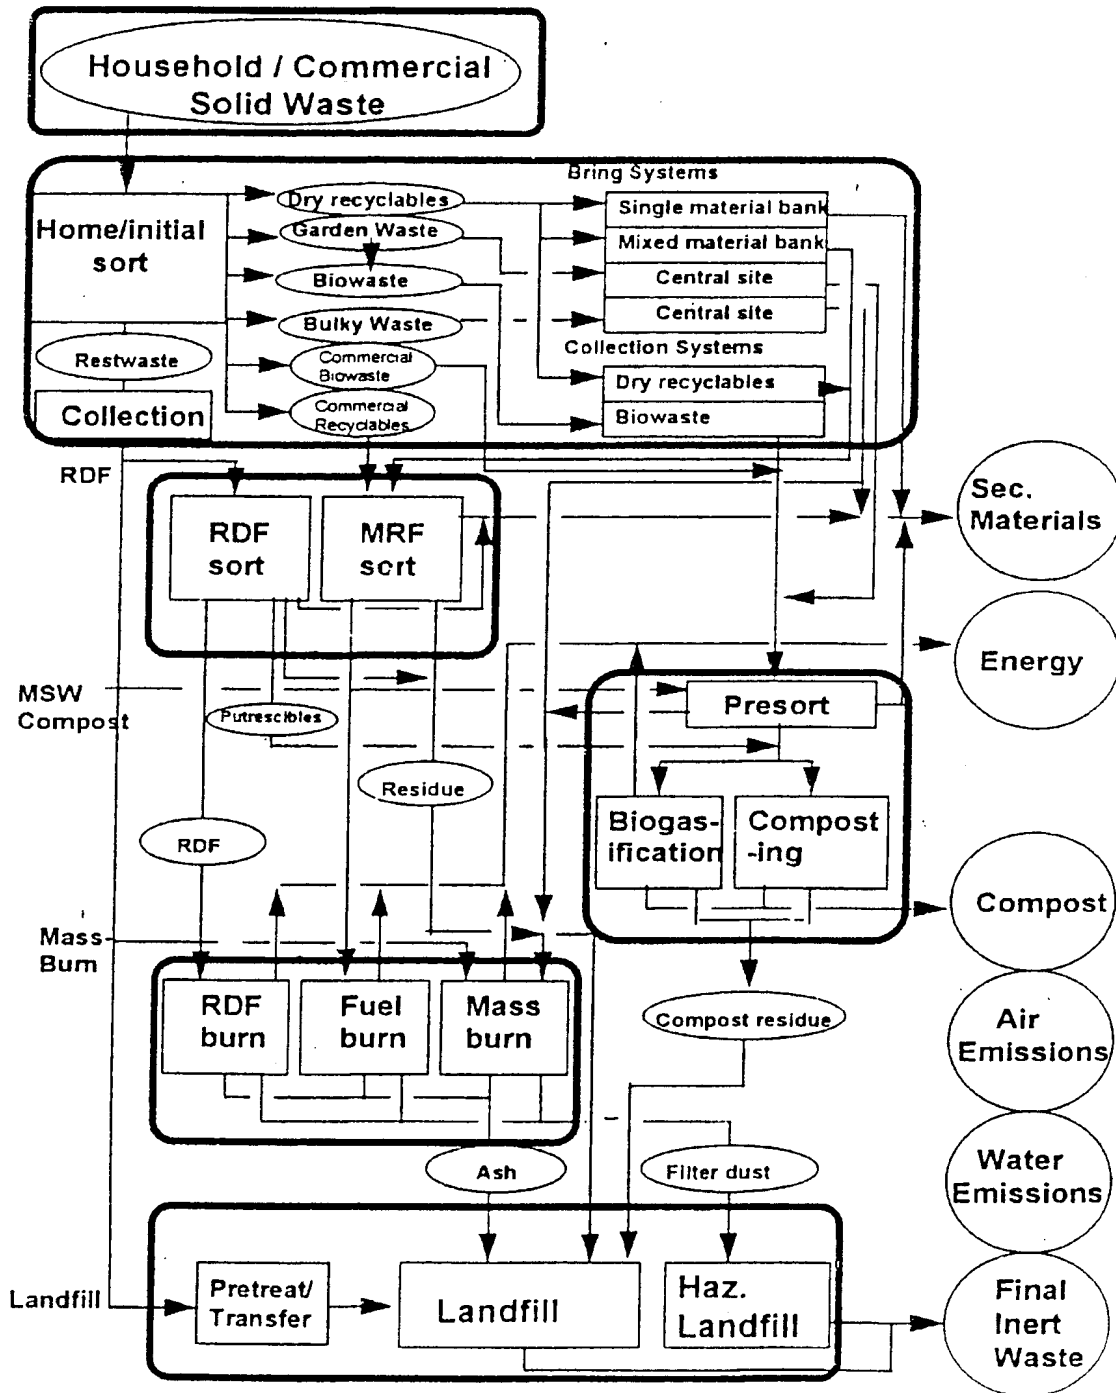 Household / Commercial
Solid Waste
Bring Systems
Home/initial
sort
Dry recyclables
Garden Waste
Biowaste
Bulky Waste
Commercial
Biowaste
Commercial
Recyclables
Single material bank
Mixed material bank
Central site
Central site
Collection Systems
Dry recyclables
Biowaste
Restwaste
Collection
RDF
RDF
sort
MRF
sort
Sec.
Materials
Energy
MSW
Compost
Putrescibles
Presort
Residue
RDF
Biogas-
ification
Compost
-ing
Compost
Mass
Burn
RDF
burn
Fuel
burn
Mass
burn
Compost residue
Air
Emissions
Ash
Filter dust
Water
Emissions
Landfill
Pretreat/
Transfer
Landfill
Haz.
Landfill
Final
Inert
Waste